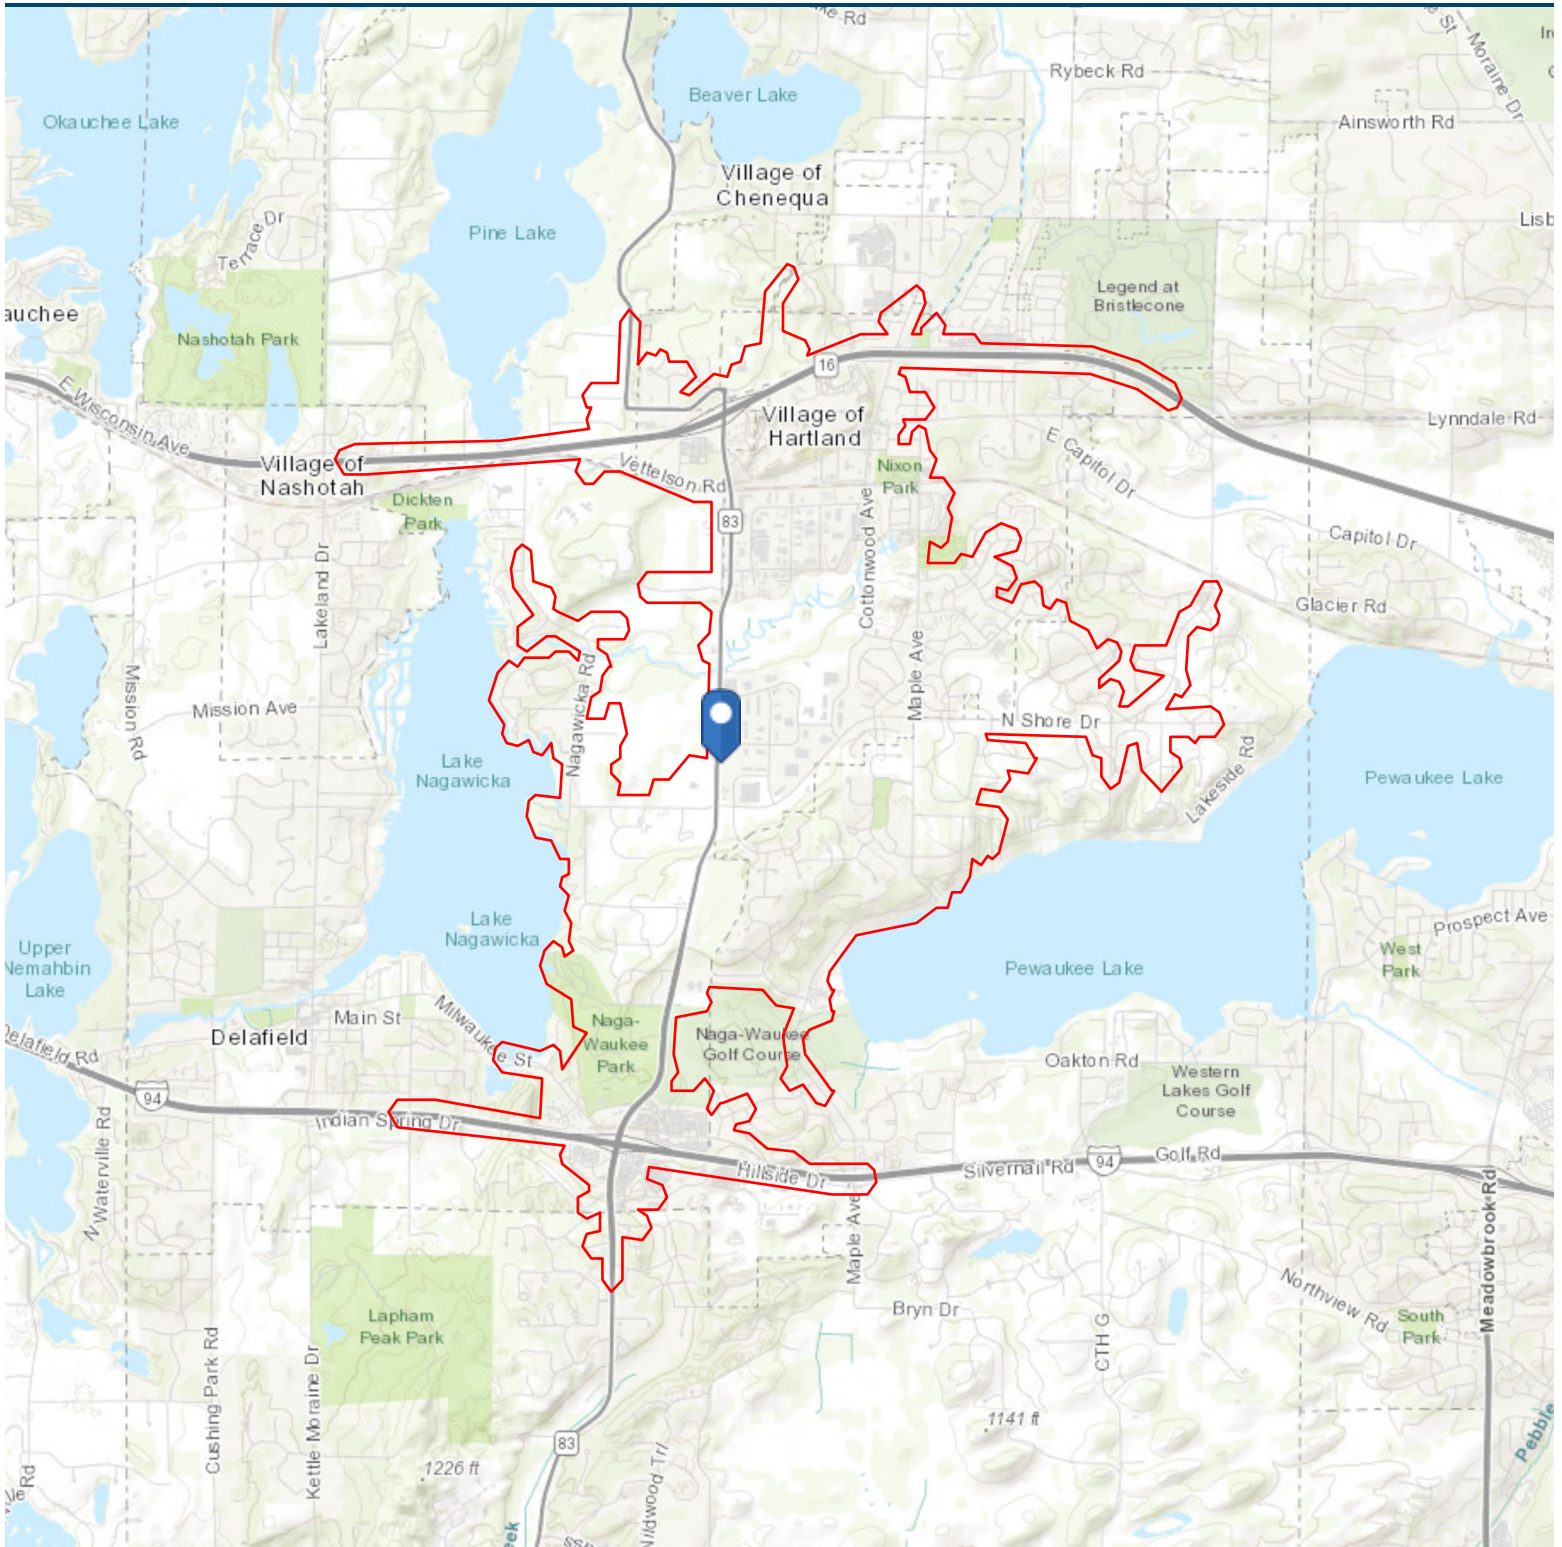 Rybeck Rd
Beaver Lake
Okauchee Lake
Ainsworth Rd
Moraine Dr
Village of
Chenequa
Terrace Dr
Pine Lake
Legend at
Bristlecone
Nashotah Park
16
E Wisconsin Ave
Village of
Hartland
Lynndale Rd
E Capitol Dr
Village of
Nashotah
Vettelson Rd
Nixon
Park
Dickten
Park
83
Cottonwood Ave
Capitol Dr
Lakeland Dr
Glacier Rd
Maple Ave
Mission Rd
Mission Ave
Nagawicka Rd
N Shore Dr
Lake
Nagawicka
Lakeside Rd
Pewaukee Lake
Lake
Nagawicka
Prospect Ave
Upper
Nemahbin
Lake
West
Park
Pewaukee Lake
Main St
Milwaukee St
Delafield
Naga-
Waukee
Park
Naga-Waukee
Golf Course
Delafield Rd
Oakton Rd
Western
Lakes Golf
Course
94
Indian Spring Dr
Hillside Dr
Silvernail Rd
94
Golf Rd
N Waterville Rd
Maple Ave
Meadowbrook Rd
Northview Rd
Bryn Dr
Lapham
Peak Park
South
Park
CTH G
Cushing Park Rd
Kettle Moraine Dr
1141 ft
83
1226 ft
Wildwood Trl
Pebble